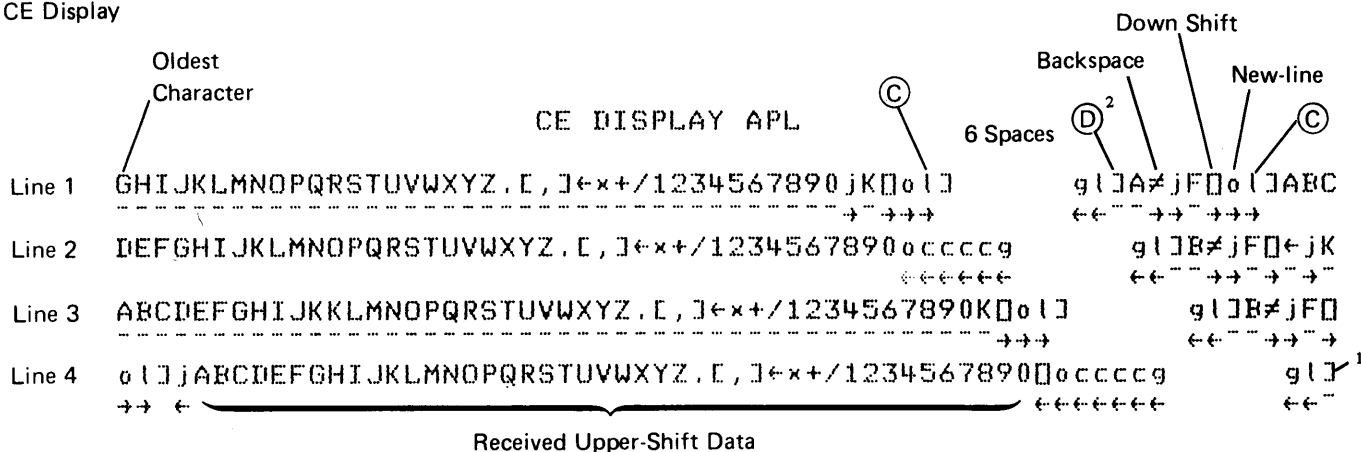 CE Display
Down Shift
Oldest
Character
Backspace
New-line
C
CE DISPLAY APL
6 Spaces
D 2
C
Line 1 GHIJKLMNOPQRSTUVWXYZ.[,]←×+/1234567890jK▯ol] gl]A≠jF▯ol]ABC
Line 2 DEFGHIJKLMNOPQRSTUVWXYZ.[,]←×+/1234567890occccg gl]B≠jF▯←jK
Line 3 ABCDEFGHIJKKLMNOPQRSTUVWXYZ.[,]←×+/1234567890K▯ol] gl]B≠jF▯
Line 4 ol]jABCDEFGHIJKLMNOPQRSTUVWXYZ.[,]←×+/1234567890▯occccg gl] 1
Received Upper-Shift Data